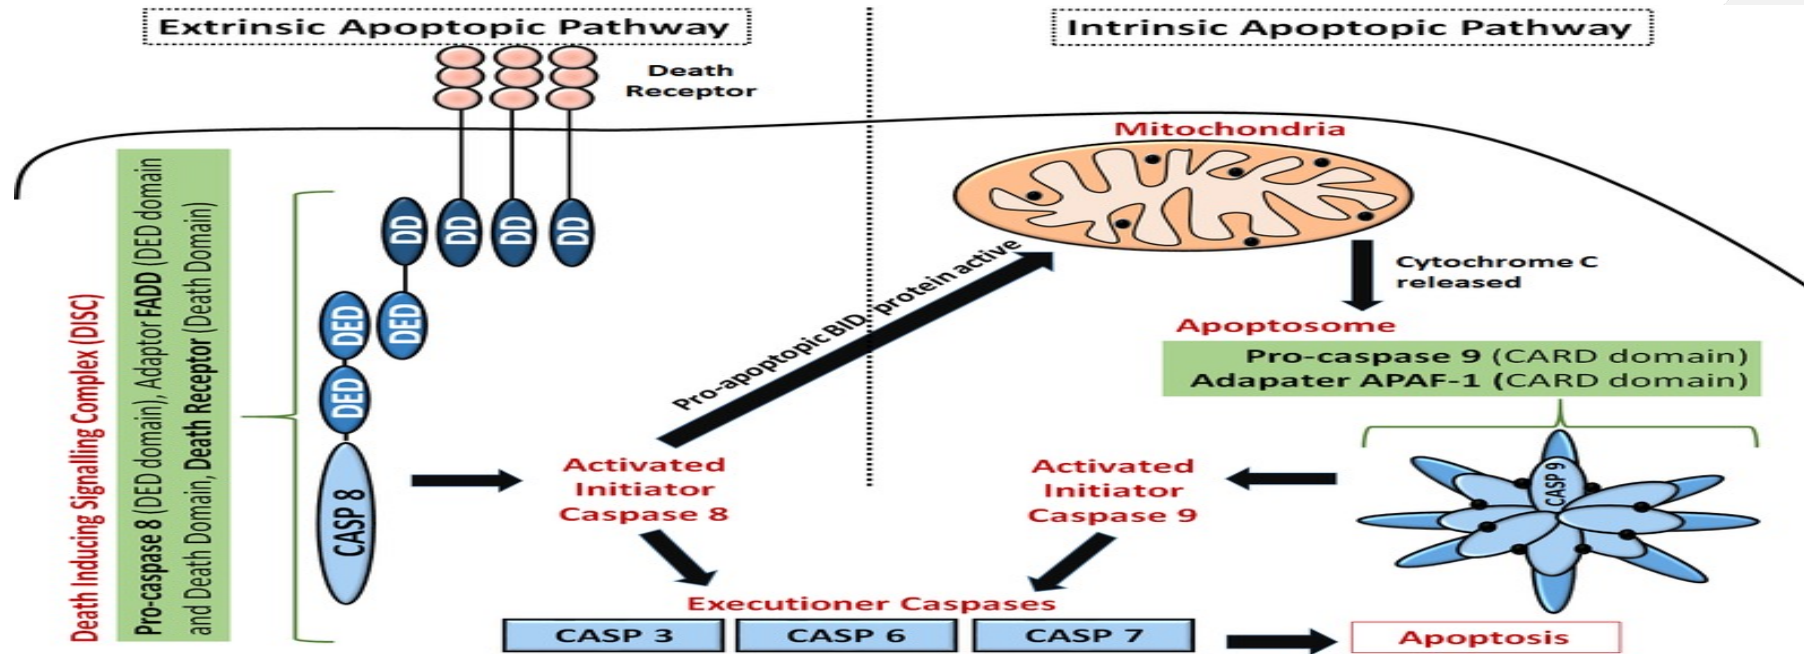 Extrinsic Apoptopic Pathway
Intrinsic Apoptopic Pathway
Death
Receptor
Mitochondria
DD
DD
DD
DD
DED
DED
DED
CASP 8
Death Inducing Signalling Complex (DISC)
Pro-caspase 8 (DED domain), Adaptor FADD (DED domain
and Death Domain, Death Receptor (Death Domain)
Pro-apoptopic BID protein active
Cytochrome C
released
Apoptosome
Pro-caspase 9 (CARD domain)
Adapater APAF-1 (CARD domain)
CASP 9
Activated
Initiator
Caspase 8
Activated
Initiator
Caspase 9
Executioner Caspases
CASP 3
CASP 6
CASP 7
Apoptosis